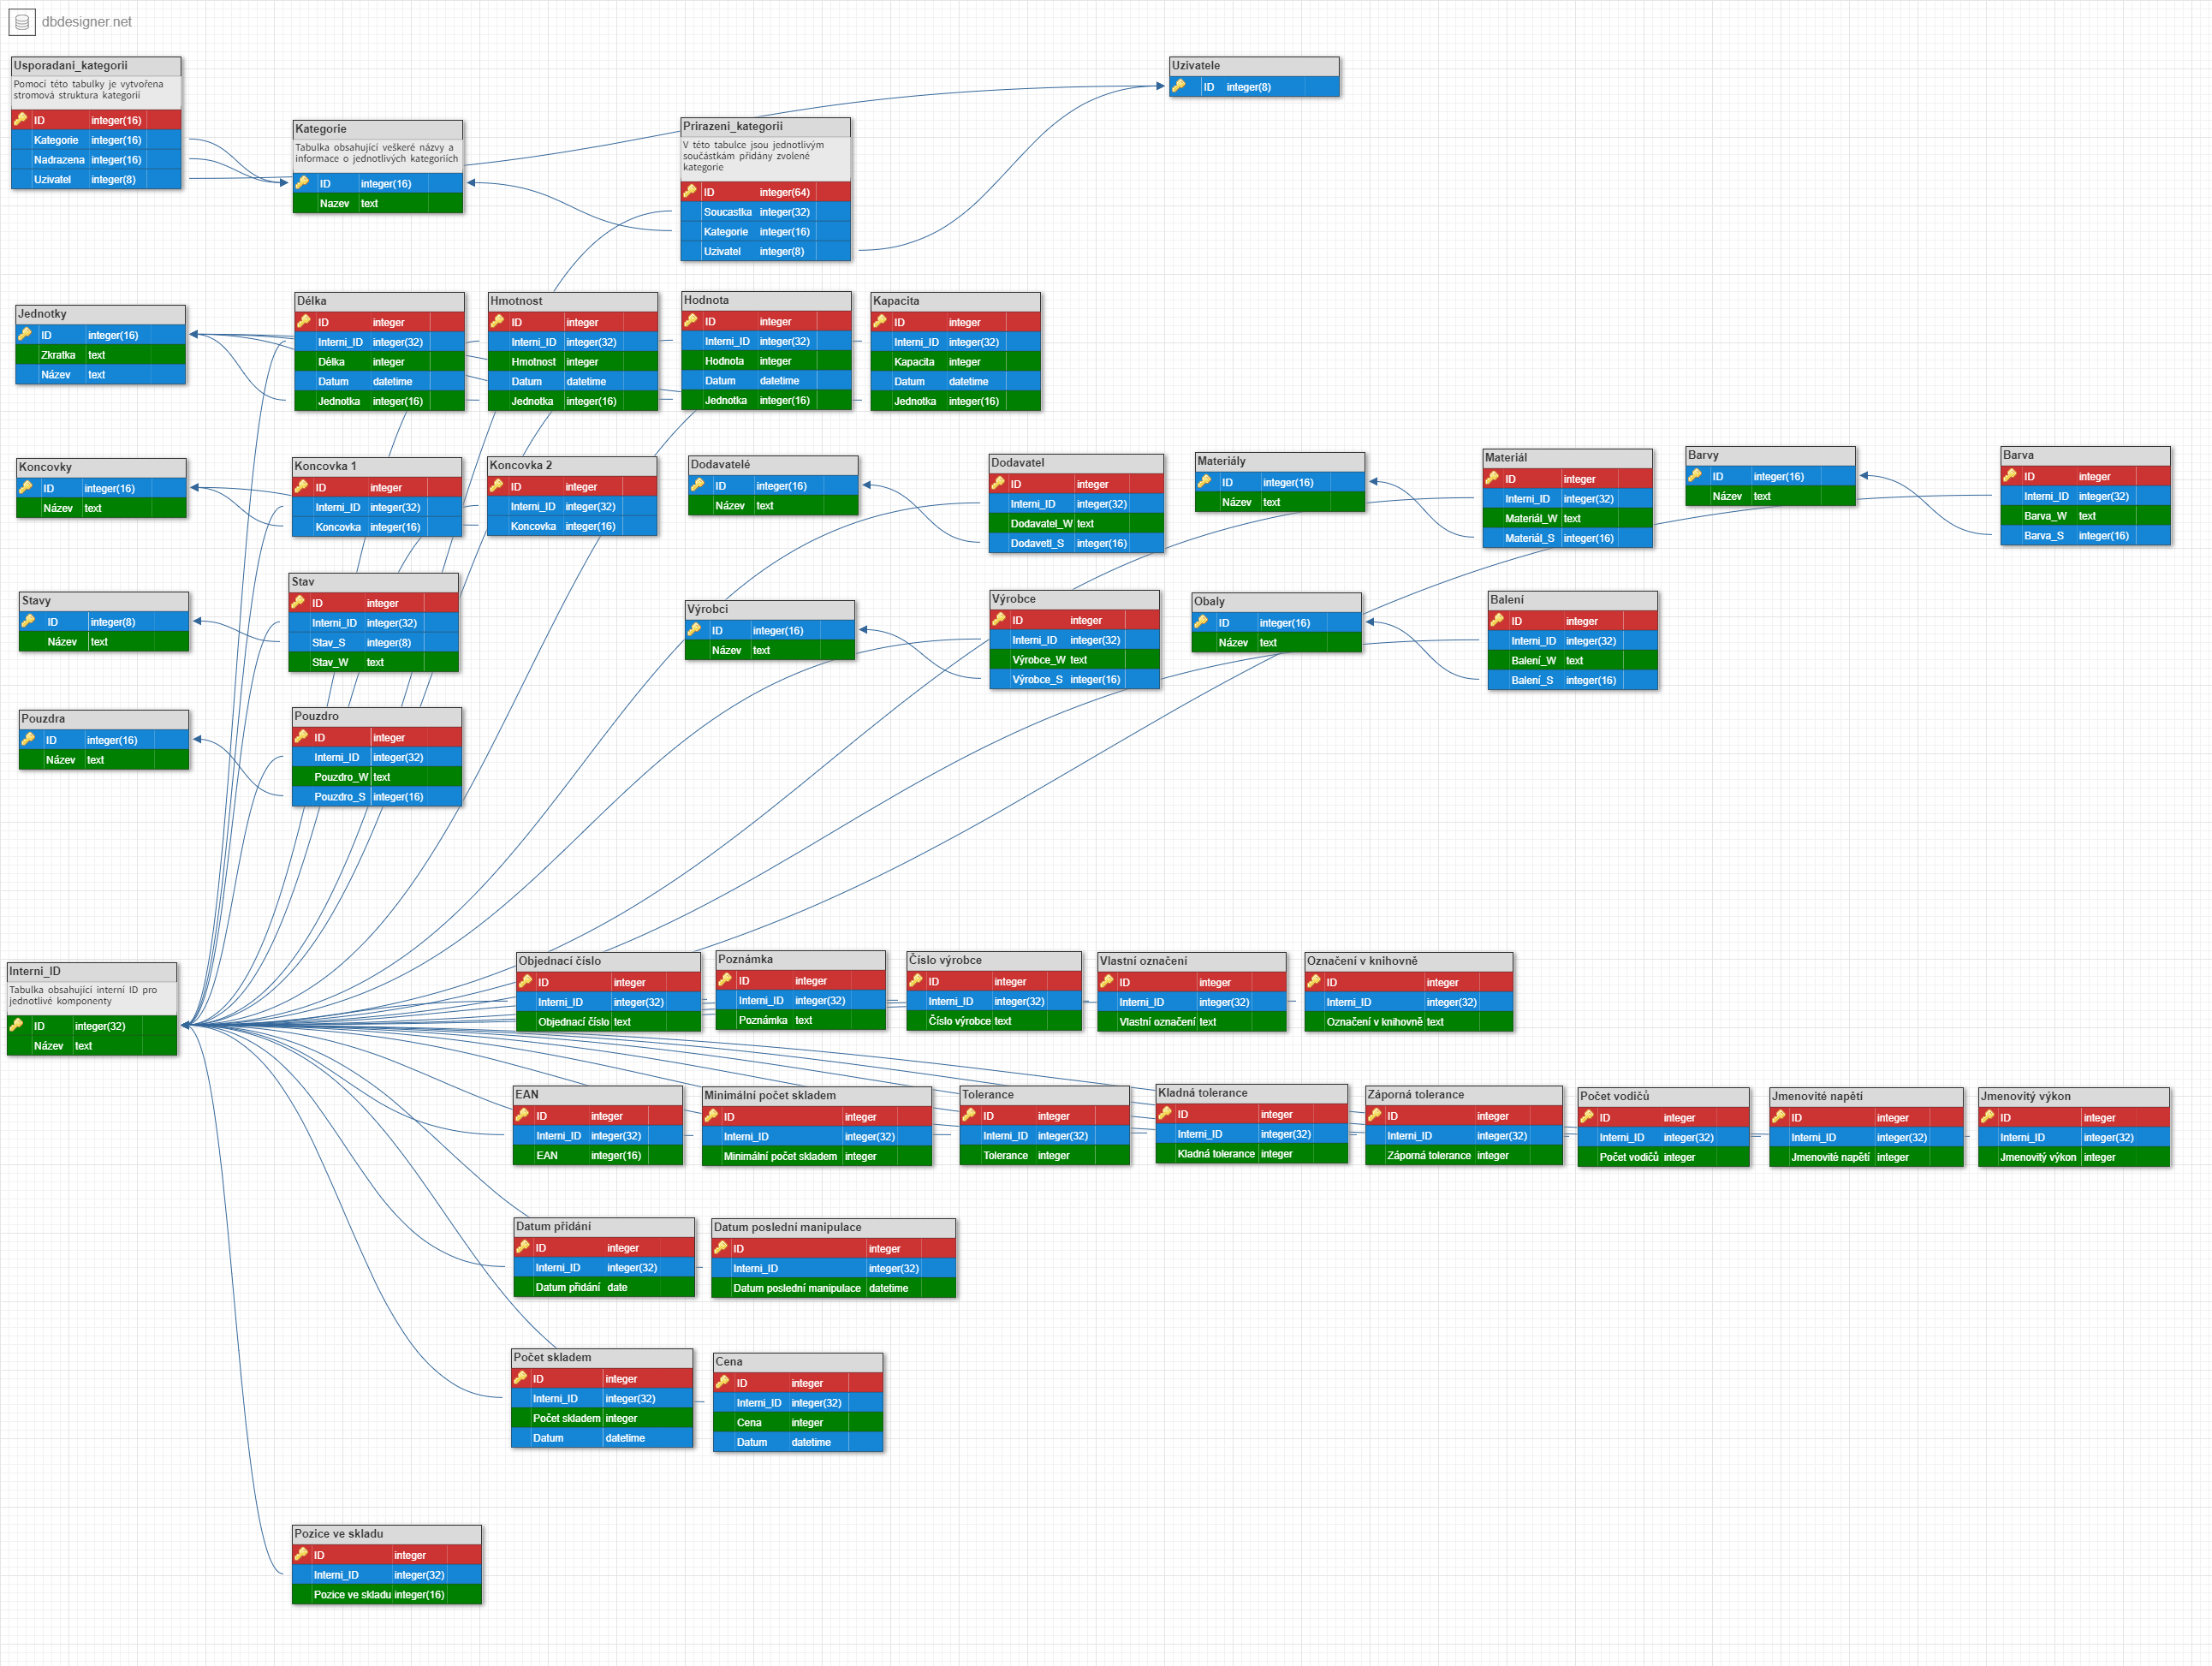 dbdesigner.net
Usporadani_kategorii
Pomocí této tabulky je vytvořena
stromová struktura kategorií
ID integer(16)
Kategorie integer(16)
Nadrazena integer(16)
Uzivatel integer(8)
Kategorie
Tabulka obsahující veškeré názvy a
informace o jednotlivých kategoriích
ID integer(16)
Nazev text
Prirazeni_kategorii
V této tabulce jsou jednotlivým
součástkám přidány zvolené
kategorie
ID integer(64)
Soucastka integer(32)
Kategorie integer(16)
Uzivatel integer(8)
Uzivatele
ID integer(8)
Jednotky
ID integer(16)
Zkratka text
Název text
Délka
ID integer
Interni_ID integer(32)
Délka integer
Datum datetime
Jednotka integer(16)
Hmotnost
ID integer
Interni_ID integer(32)
Hmotnost integer
Datum datetime
Jednotka integer(16)
Hodnota
ID integer
Interni_ID integer(32)
Hodnota integer
Datum datetime
Jednotka integer(16)
Kapacita
ID integer
Interni_ID integer(32)
Kapacita integer
Datum datetime
Jednotka integer(16)
Koncovky
ID integer(16)
Název text
Koncovka 1
ID integer
Interni_ID integer(32)
Koncovka integer(16)
Koncovka 2
ID integer
Interni_ID integer(32)
Koncovka integer(16)
Dodavatelé
ID integer(16)
Název text
Dodavatel
ID integer
Interni_ID integer(32)
Dodavatel_W text
Dodavetl_S integer(16)
Materiály
ID integer(16)
Název text
Materiál
ID integer
Interni_ID integer(32)
Materiál_W text
Materiál_S integer(16)
Barvy
ID integer(16)
Název text
Barva
ID integer
Interni_ID integer(32)
Barva_W text
Barva_S integer(16)
Stavy
ID integer(8)
Název text
Stav
ID integer
Interni_ID integer(32)
Stav_S integer(8)
Stav_W text
Výrobci
ID integer(16)
Název text
Výrobce
ID integer
Interni_ID integer(32)
Výrobce_W text
Výrobce_S integer(16)
Obaly
ID integer(16)
Název text
Balení
ID integer
Interni_ID integer(32)
Balení_W text
Balení_S integer(16)
Pouzdra
ID integer(16)
Název text
Pouzdro
ID integer
Interni_ID integer(32)
Pouzdro_W text
Pouzdro_S integer(16)
Interni_ID
Tabulka obsahující interní ID pro
jednotlivé komponenty
ID integer(32)
Název text
Objednací číslo
ID integer
Interni_ID integer(32)
Objednací číslo text
Poznámka
ID integer
Interni_ID integer(32)
Poznámka text
Číslo výrobce
ID integer
Interni_ID integer(32)
Číslo výrobce text
Vlastní označení
ID integer
Interni_ID integer(32)
Vlastní označení text
Označení v knihovně
ID integer
Interni_ID integer(32)
Označení v knihovně text
EAN
ID integer
Interni_ID integer(32)
EAN integer(16)
Minimální počet skladem
ID integer
Interni_ID integer(32)
Minimální počet skladem integer
Tolerance
ID integer
Interni_ID integer(32)
Tolerance integer
Kladná tolerance
ID integer
Interni_ID integer(32)
Kladná tolerance integer
Záporná tolerance
ID integer
Interni_ID integer(32)
Záporná tolerance integer
Počet vodičů
ID integer
Interni_ID integer(32)
Počet vodičů integer
Jmenovité napětí
ID integer
Interni_ID integer(32)
Jmenovité napětí integer
Jmenovitý výkon
ID integer
Interni_ID integer(32)
Jmenovitý výkon integer
Datum přidání
ID integer
Interni_ID integer(32)
Datum přidání date
Datum poslední manipulace
ID integer
Interni_ID integer(32)
Datum poslední manipulace datetime
Počet skladem
ID integer
Interni_ID integer(32)
Počet skladem integer
Datum datetime
Cena
ID integer
Interni_ID integer(32)
Cena integer
Datum datetime
Pozice ve skladu
ID integer
Interni_ID integer(32)
Pozice ve skladu integer(16)